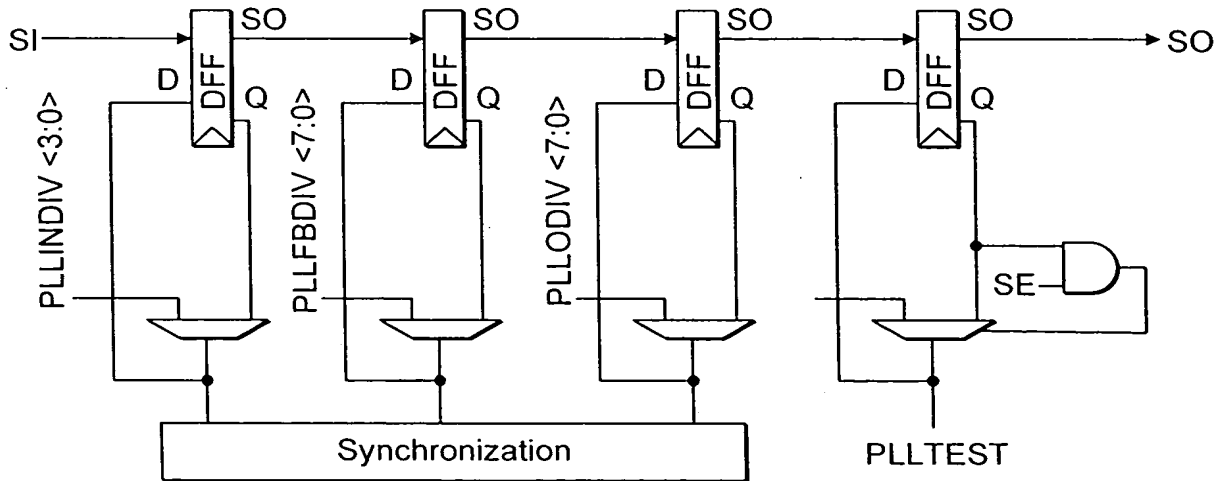 SI
SO
SO
SO
SO
SO
DFF
DFF
DFF
DFF
D
Q
D
Q
D
Q
PLLINDIV <3:0>
PLLFBDIV <7:0>
PLLODIV <7:0>
SE
Synchronization
PLLTEST